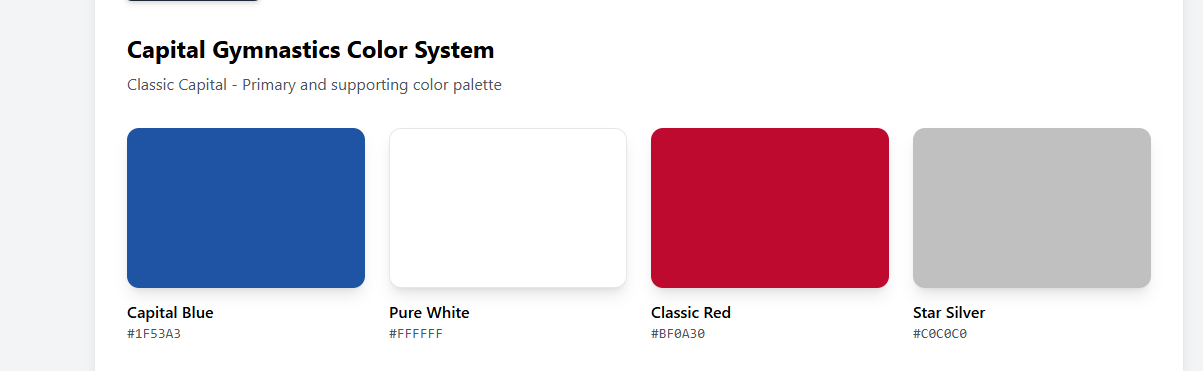 Capital Gymnastics Color System
Classic Capital - Primary and supporting color palette
Capital Blue
#1F53A3
Pure White
#FFFFFF
Classic Red
#BF0A30
Star Silver
#C0C0C0